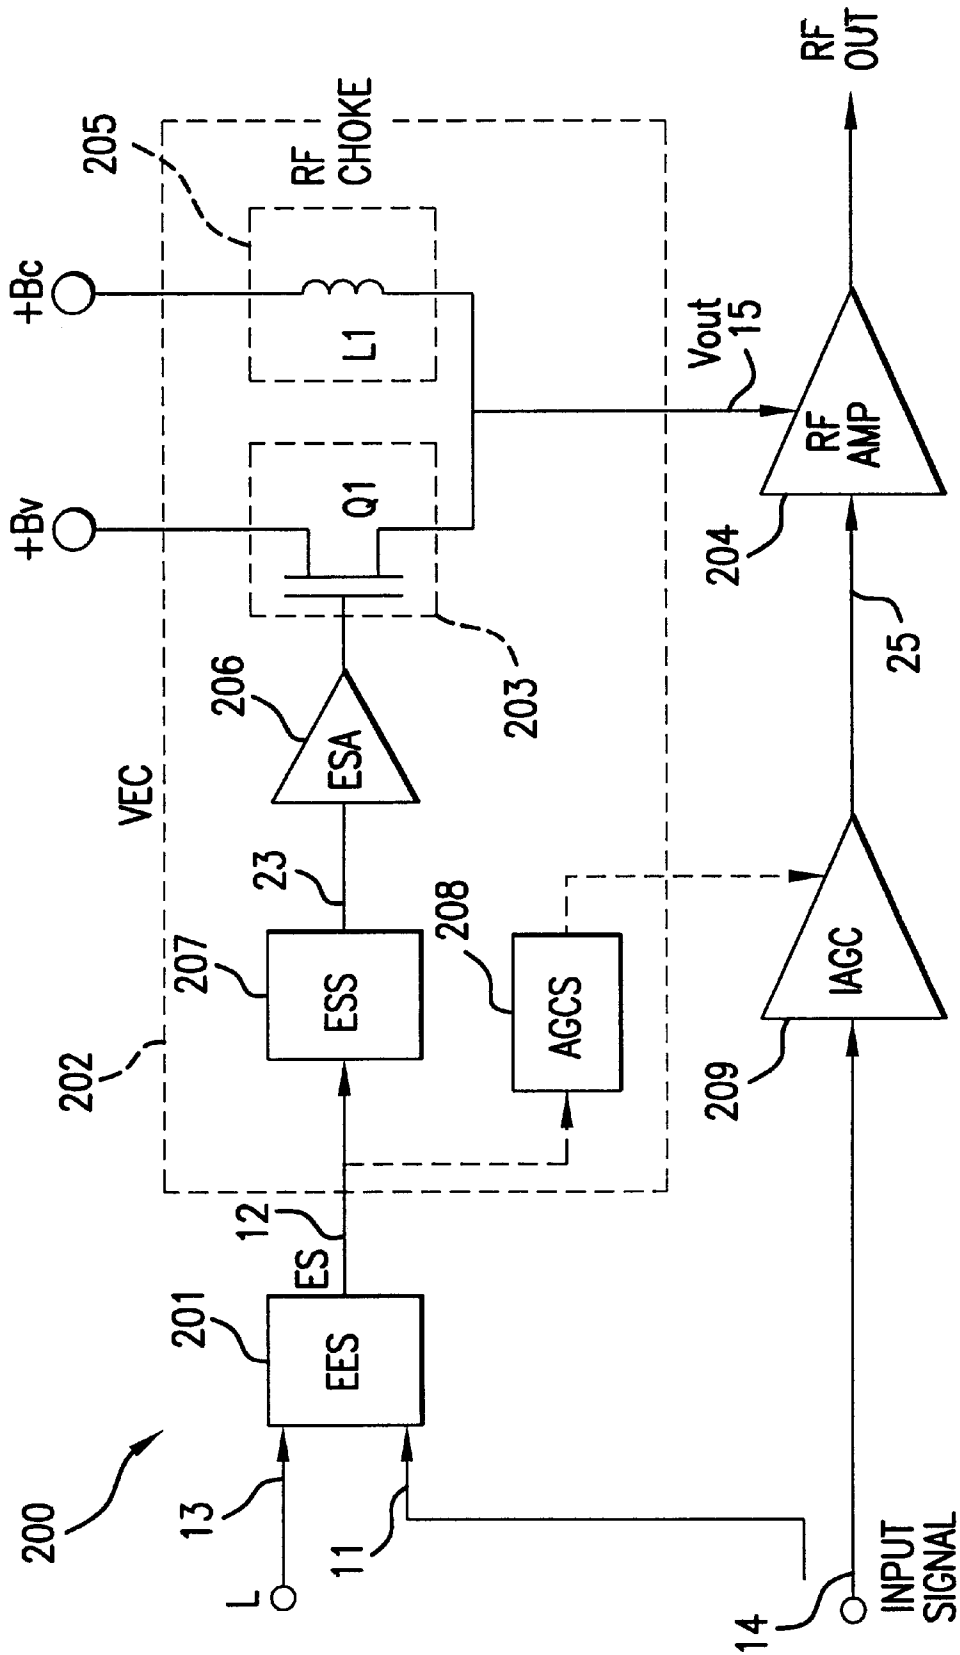 200
L
13
11
14
INPUT
SIGNAL
201
EES
ES
12
202
VEC
207
ESS
23
206
ESA
208
AGCS
209
IAGC
25
+Bv
+Bc
Q1
203
205
L1
RF
CHOKE
Vout
15
204
RF
AMP
RF
OUT